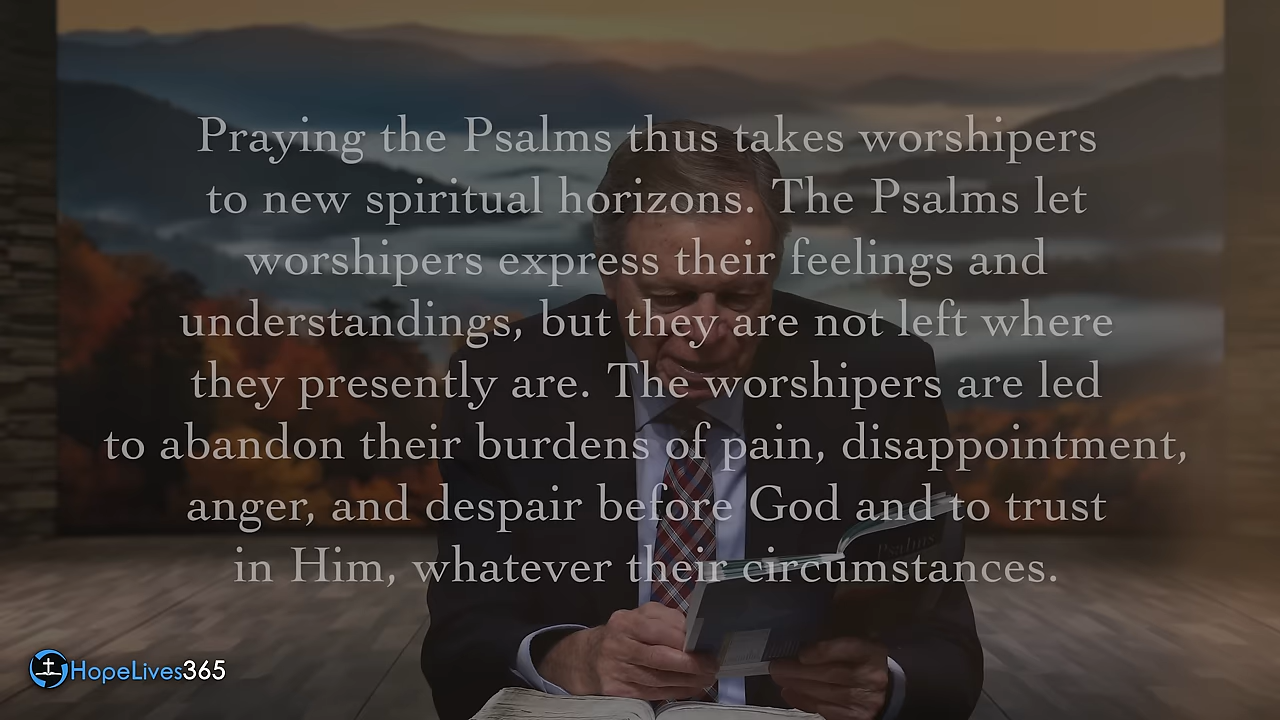 Praying the Psalms thus takes worshipers
to new spiritual horizons. The Psalms let
worshipers express their feelings and
understandings, but they are not left where
they presently are. The worshipers are led
to abandon their burdens of pain, disappointment,
anger, and despair before God and to trust
in Him, whatever their circumstances.
Psalms
HopeLives365